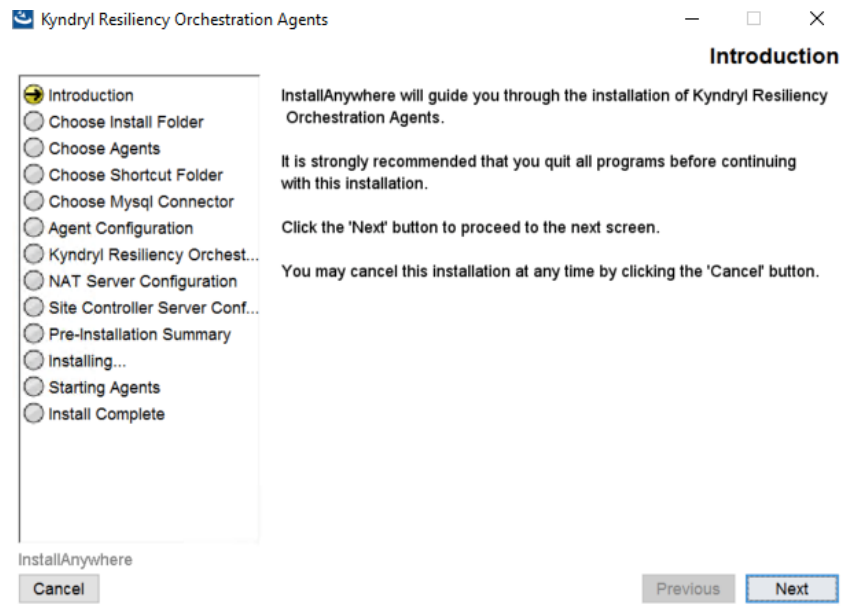 Kyndryl Resiliency Orchestration Agents
Introduction
Introduction
Choose Install Folder
Choose Agents
Choose Shortcut Folder
Choose Mysql Connector
Agent Configuration
Kyndryl Resiliency Orchest...
NAT Server Configuration
Site Controller Server Conf...
Pre-Installation Summary
Installing...
Starting Agents
Install Complete
InstallAnywhere will guide you through the installation of Kyndryl Resiliency
Orchestration Agents.
It is strongly recommended that you quit all programs before continuing
with this installation.
Click the 'Next' button to proceed to the next screen.
You may cancel this installation at any time by clicking the 'Cancel' button.
InstallAnywhere
Cancel
Previous
Next